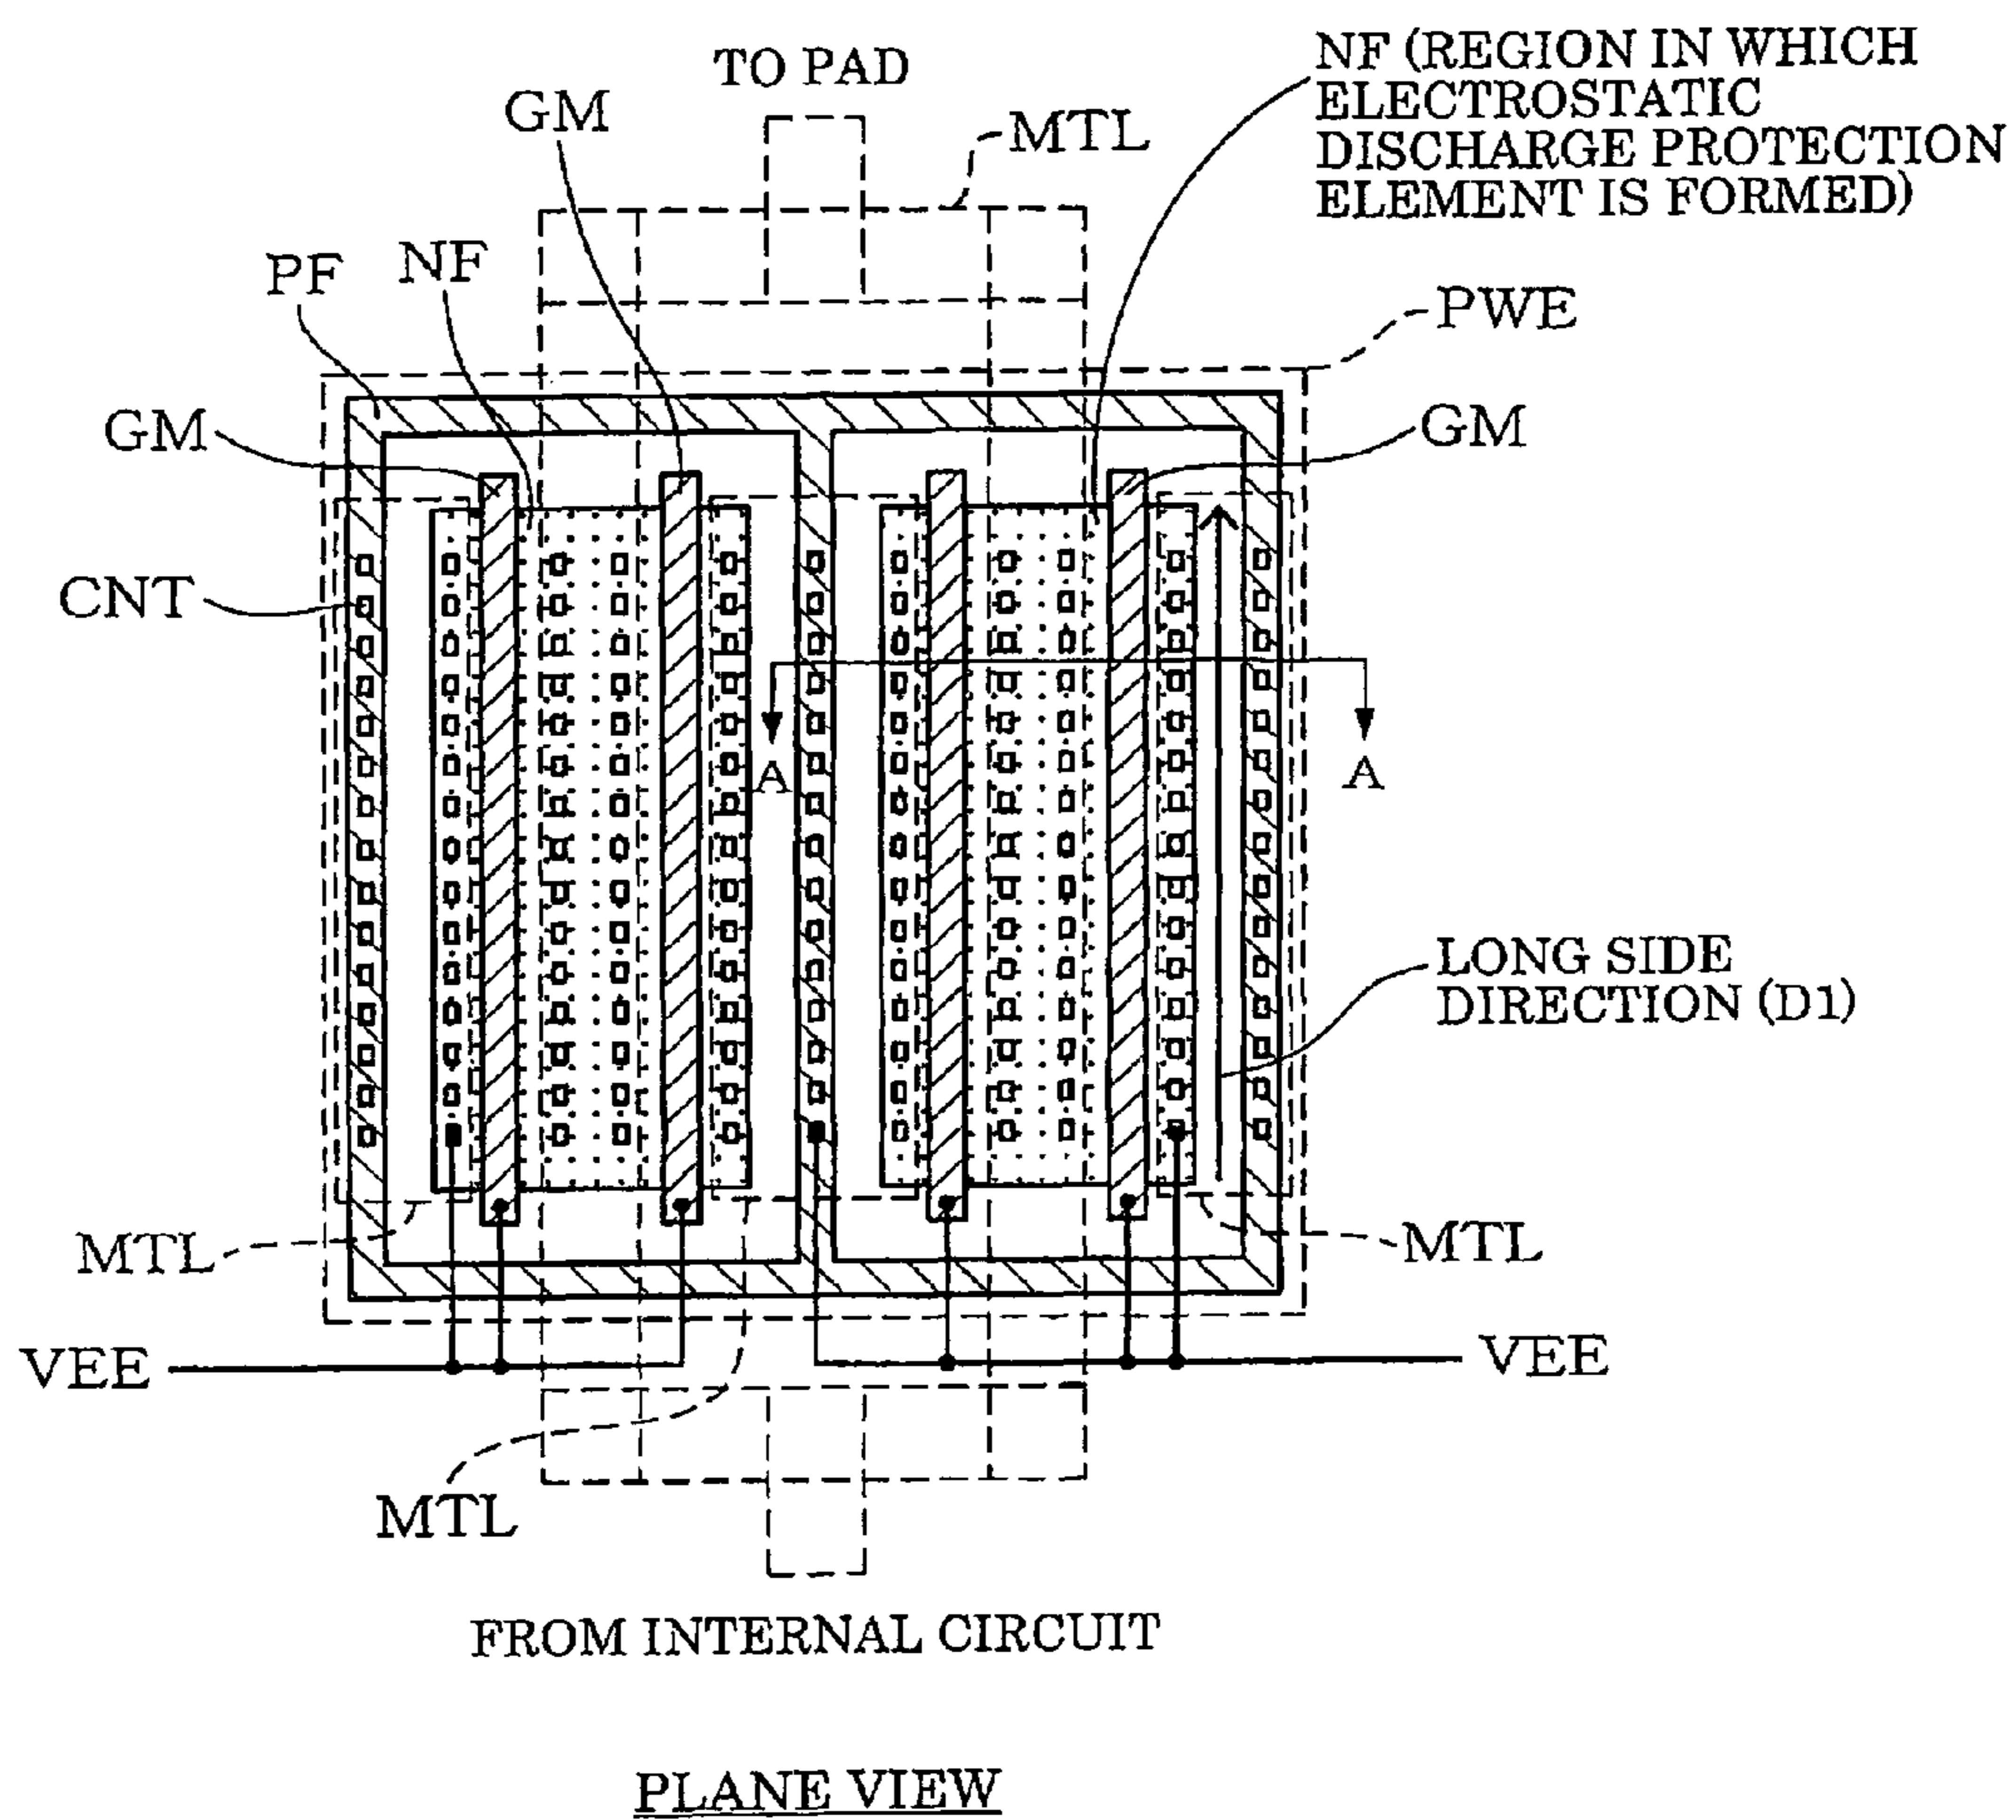 TO PAD
NF (REGION IN WHICH
ELECTROSTATIC
DISCHARGE PROTECTION
ELEMENT IS FORMED)
GM
MTL
PF
NF
PWE
GM
GM
CNT
A
A
LONG SIDE
DIRECTION (D1)
MTL
MTL
VEE
VEE
MTL
FROM INTERNAL CIRCUIT
PLANE VIEW